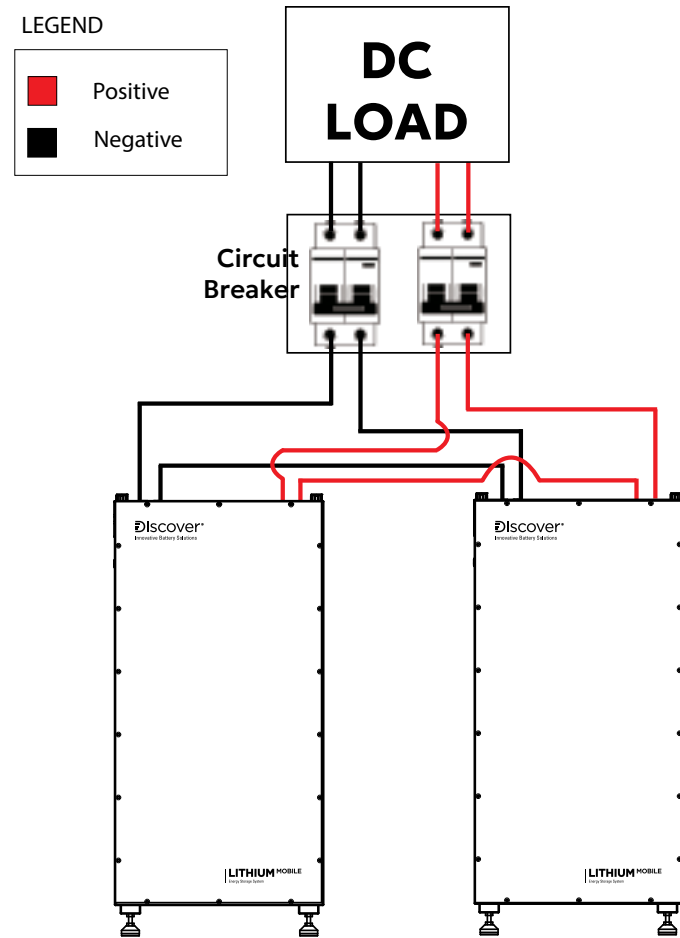 LEGEND
Positive
Negative
DC
LOAD
Circuit
Breaker
Discover®
Innovative Battery Solutions
Discover®
Innovative Battery Solutions
LITHIUM MOBILE
Energy Storage System
LITHIUM MOBILE
Energy Storage System